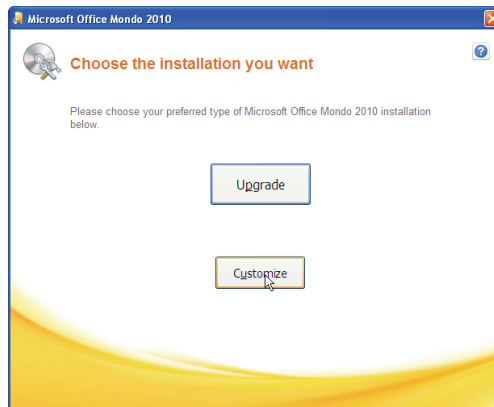 Microsoft Office Mondo 2010
Choose the installation you want
?
Please choose your preferred type of Microsoft Office Mondo 2010 installation
below.
Upgrade
Customize